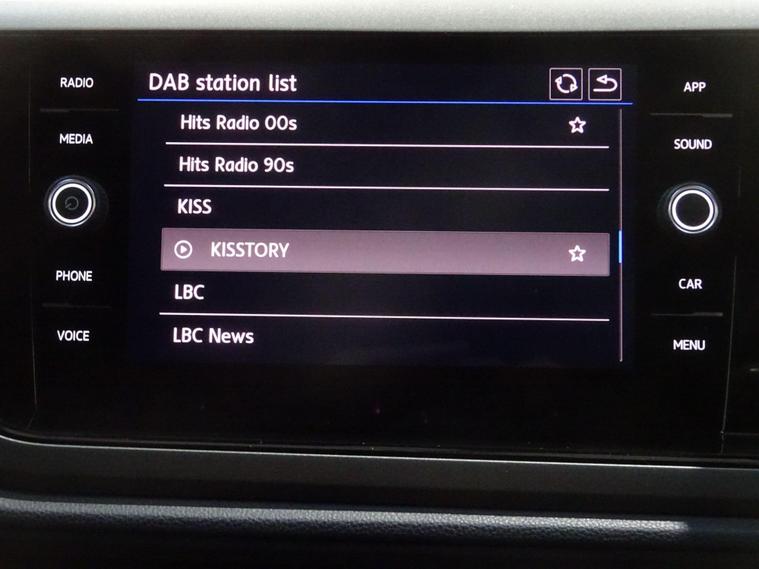 RADIO
MEDIA
PHONE
VOICE
DAB station list
Hits Radio 00s
Hits Radio 90s
KISS
KISSTORY
LBC
LBC News
APP
SOUND
CAR
MENU